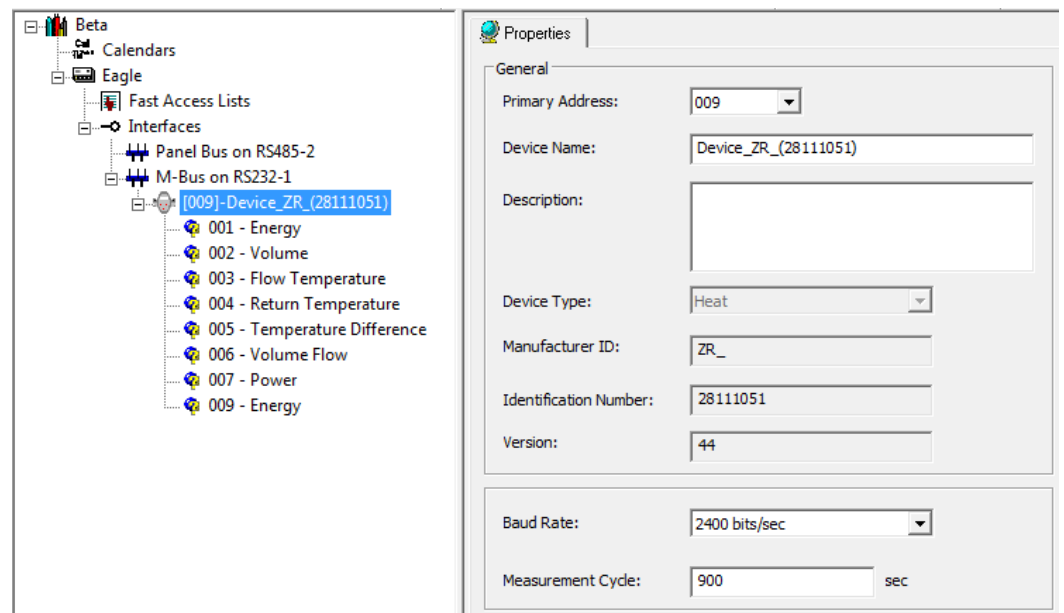 Beta
Calendars
Eagle
Fast Access Lists
Interfaces
Panel Bus on RS485-2
M-Bus on RS232-1
[009]-Device_ZR_(28111051)
001 - Energy
002 - Volume
003 - Flow Temperature
004 - Return Temperature
005 - Temperature Difference
006 - Volume Flow
007 - Power
009 - Energy
Properties
General
Primary Address: 009
Device Name: Device_ZR_(28111051)
Description:
Device Type: Heat
Manufacturer ID: ZR_
Identification Number: 28111051
Version: 44
Baud Rate: 2400 bits/sec
Measurement Cycle: 900 sec